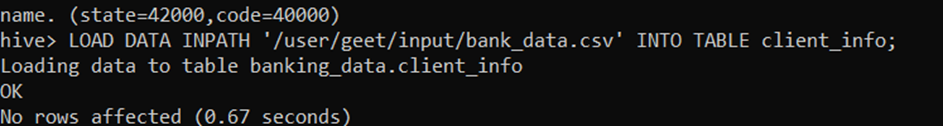 name. (state=42000,code=40000)
hive> LOAD DATA INPATH '/user/geet/input/bank_data.csv' INTO TABLE client_info;
Loading data to table banking_data.client_info
OK
No rows affected (0.67 seconds)